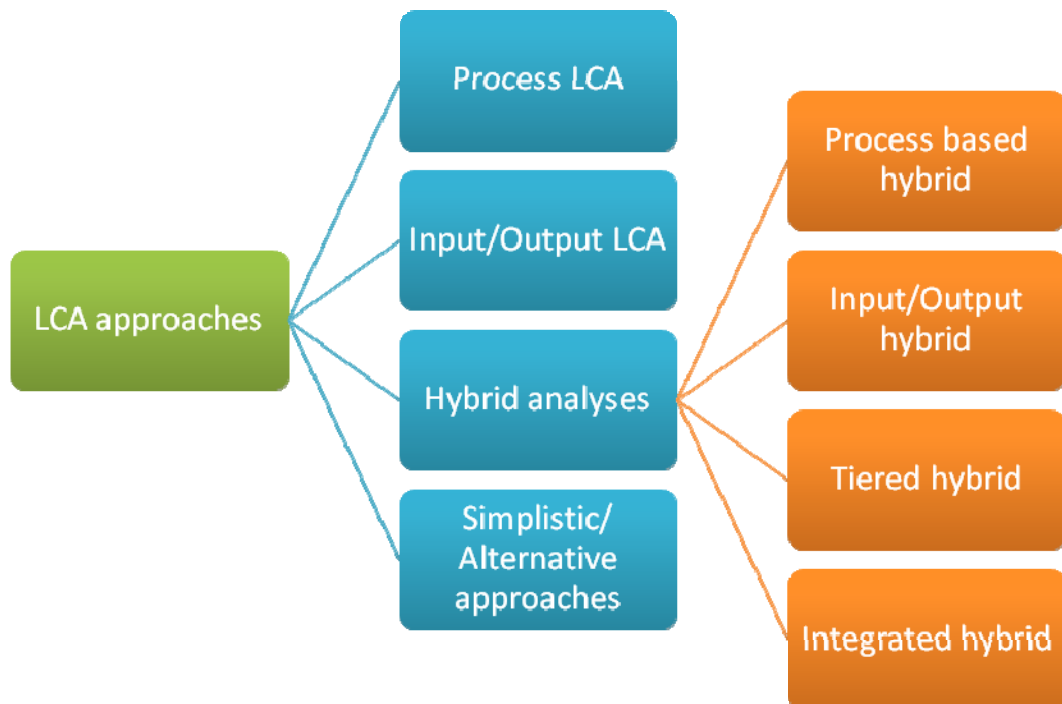 LCA approaches
Process LCA
Input/Output LCA
Hybrid analyses
Simplistic/
Alternative
approaches
Process based
hybrid
Input/Output
hybrid
Tiered hybrid
Integrated hybrid